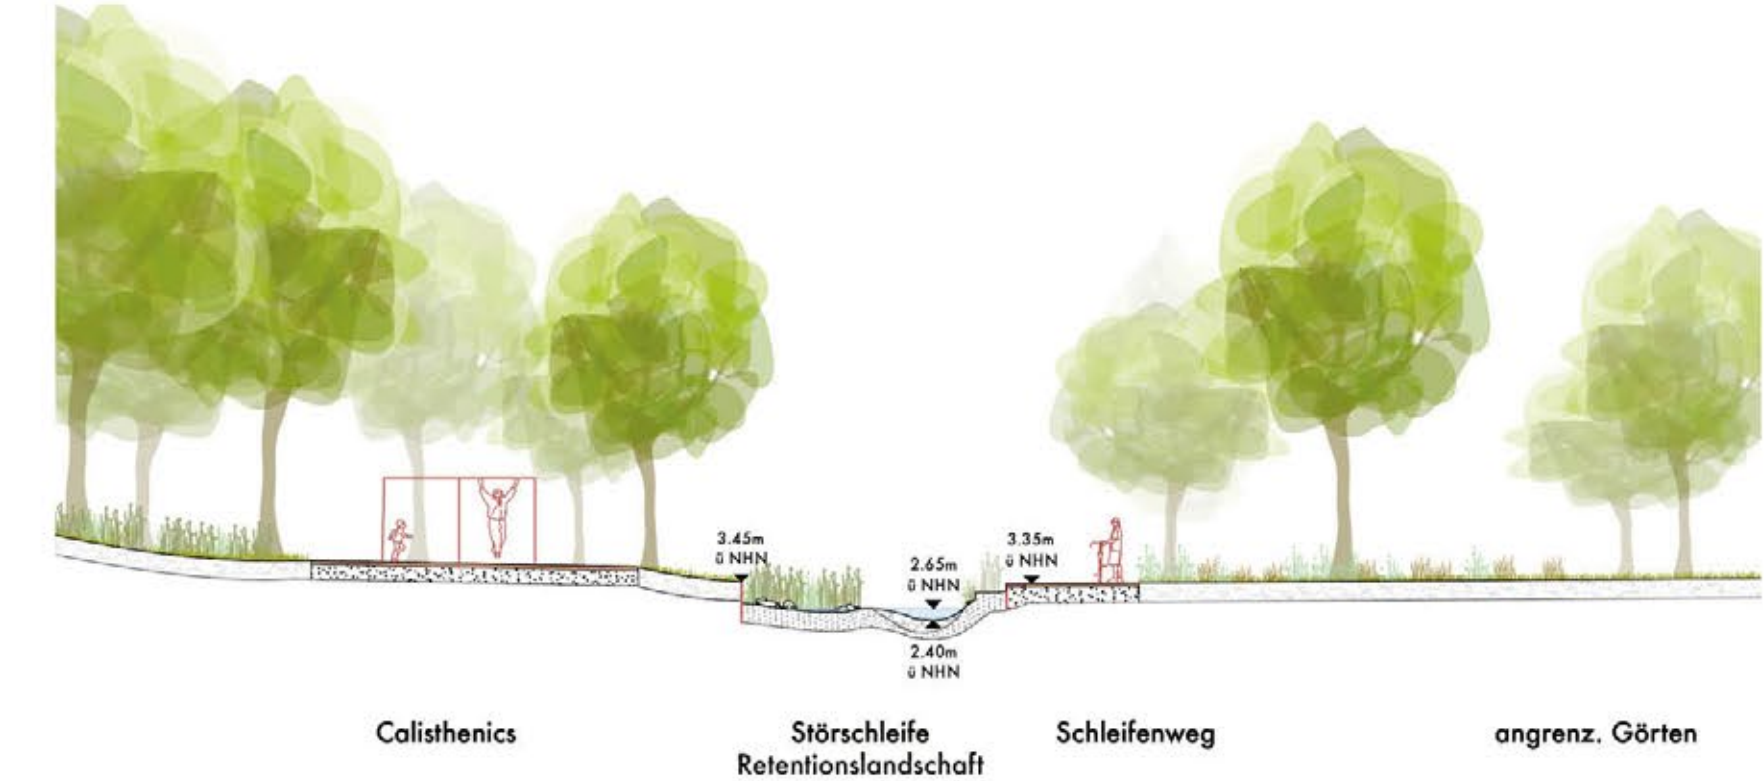 3.45m
ü NHN
2.65m
ü NHN
3.35m
ü NHN
2.40m
ü NHN
Calisthenics
Störschleife
Retentionslandschaft
Schleifenweg
angrenz. Görten